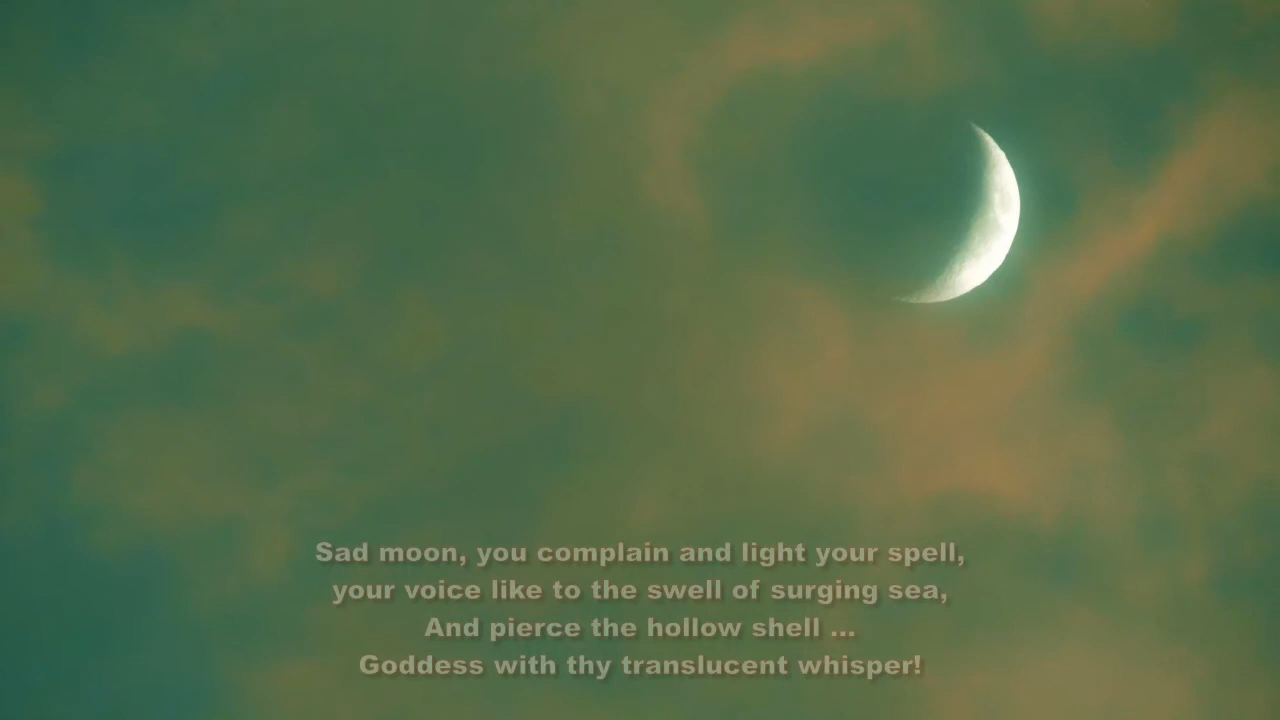 Sad moon, you complain and light your spell,
your voice like to the swell of surging sea,
And pierce the hollow shell ...
Goddess with thy translucent whisper!